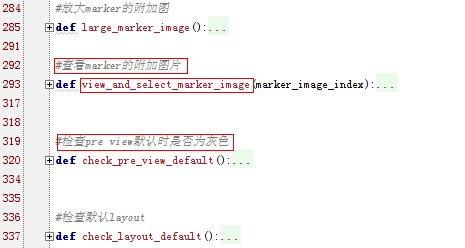 284 #放大marker的附加图
285 def large_marker_image():...
291
292 #查看marker的附加图片
293 def view_and_select_marker_image(marker_image_index):...
317
318
319 #检查pre view默认时是否为灰色
320 def check_pre_view_default():...
334
335
336 #检查默认layout
337 def check_layout_default():...